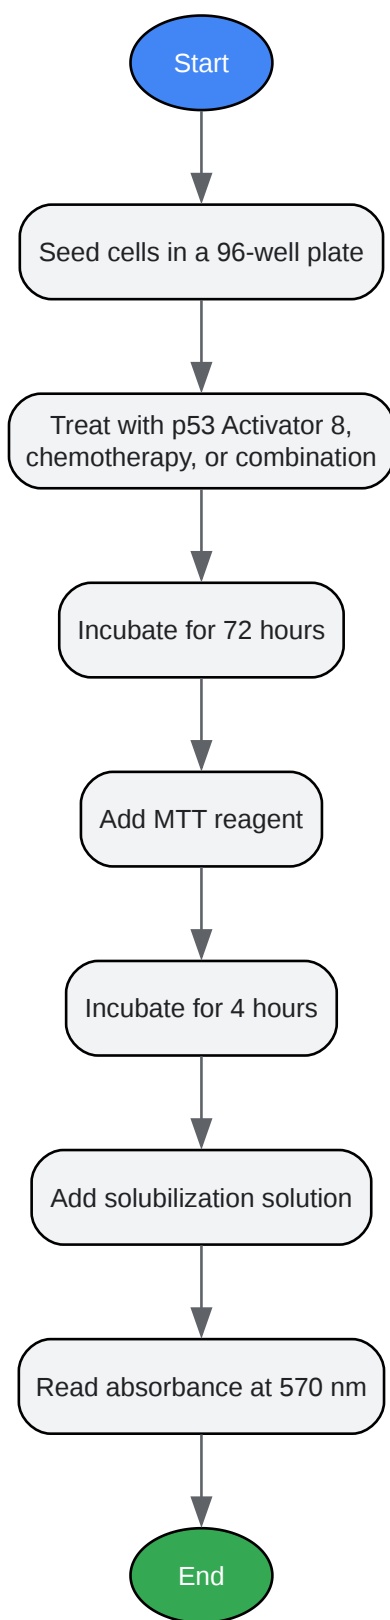 Start
Seed cells in a 96-well plate
Treat with p53 Activator 8,
chemotherapy, or combination
Incubate for 72 hours
Add MTT reagent
Incubate for 4 hours
Add solubilization solution
Read absorbance at 570 nm
End